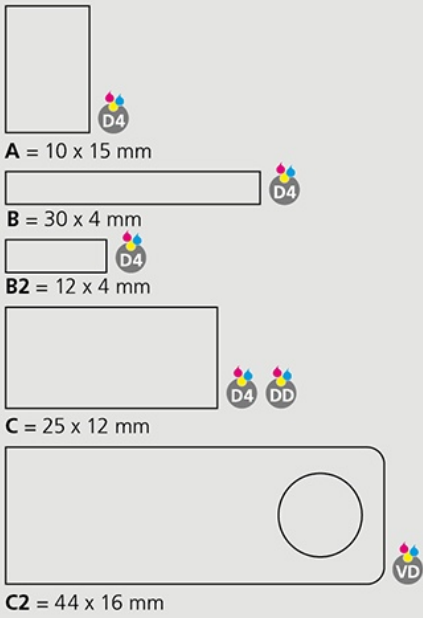 D4
A = 10 x 15 mm
D4
B = 30 x 4 mm
D4
B2 = 12 x 4 mm
D4 DD
C = 25 x 12 mm
VD
C2 = 44 x 16 mm